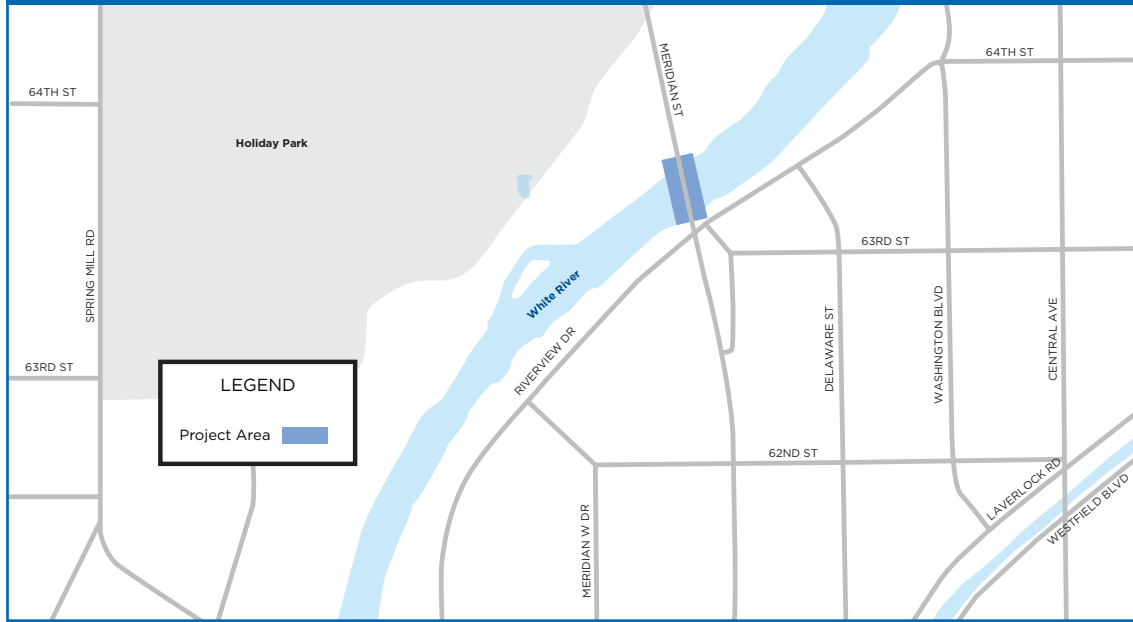 MERIDIAN ST
64TH ST
64TH ST
Holiday Park
SPRING MILL RD
63RD ST
White River
63RD ST
RIVERVIEW DR
DELAWARE ST
WASHINGTON BLVD
CENTRAL AVE
LEGEND
Project Area
62ND ST
MERIDIAN W DR
LAVERLOCK RD
WESTFIELD BLVD